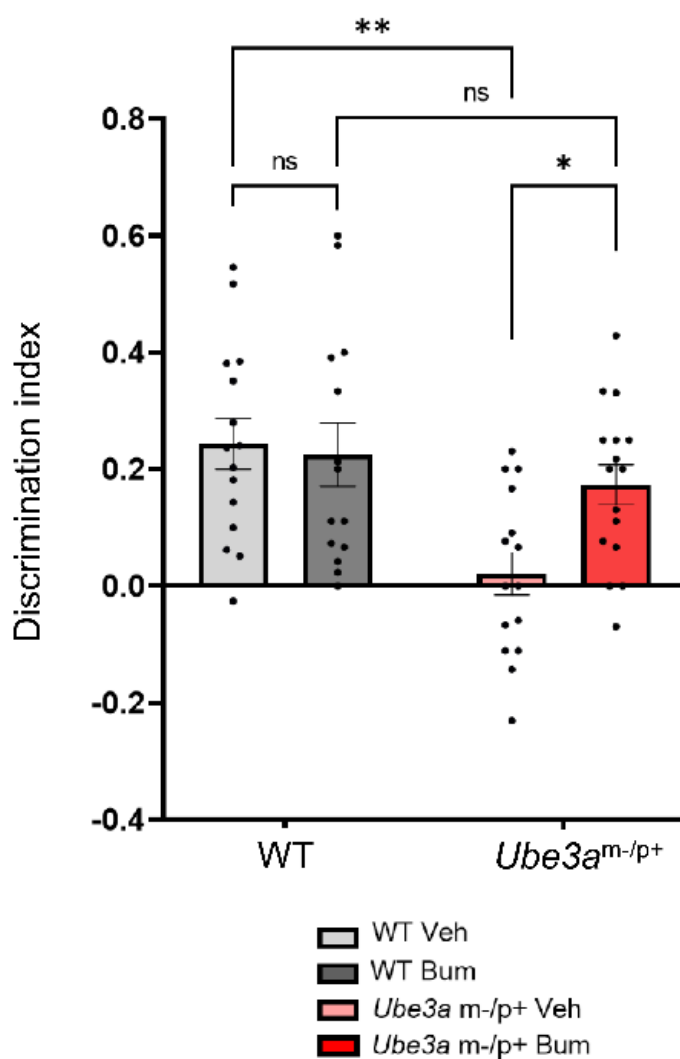 **
ns
ns
*
Discrimination index
0.8
0.6
0.4
0.2
0.0
-0.2
-0.4
WT
Ube3a^m-/p+
WT Veh
WT Bum
Ube3a m-/p+ Veh
Ube3a m-/p+ Bum